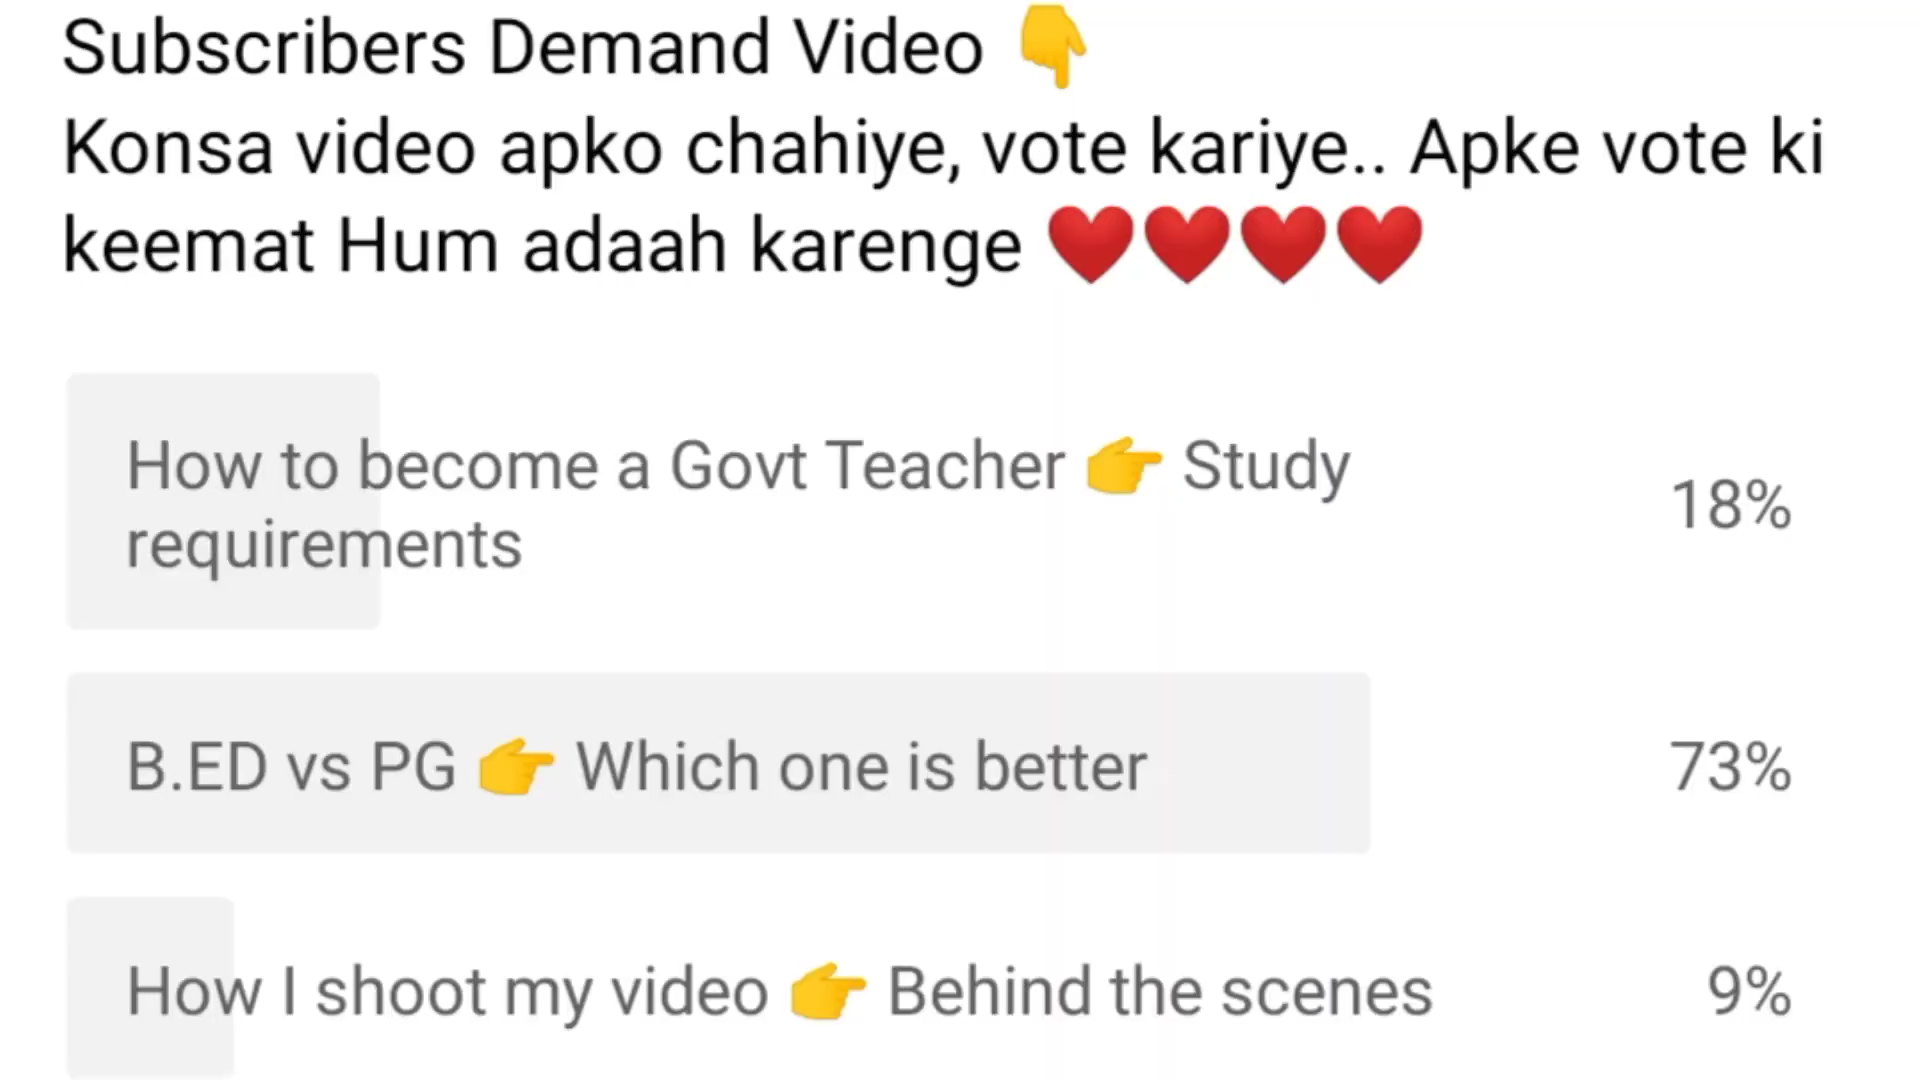 Subscribers Demand Video 👇
Konsa video apko chahiye, vote kariye.. Apke vote ki
keemat Hum adaah karenge ❤️❤️❤️❤️
How to become a Govt Teacher 👉 Study
requirements
18%
B.ED vs PG 👉 Which one is better
73%
How I shoot my video 👉 Behind the scenes
9%